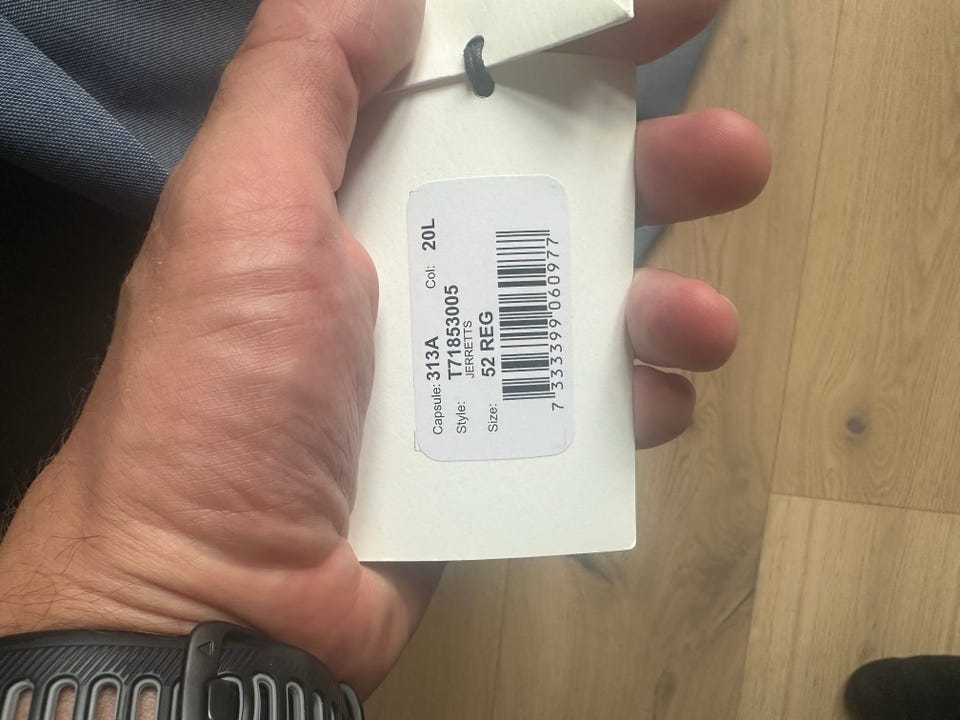 Capsule: 313A Col: 20L
Style: T71853005
JERRETTS
Size: 52 REG
7 333399 060977